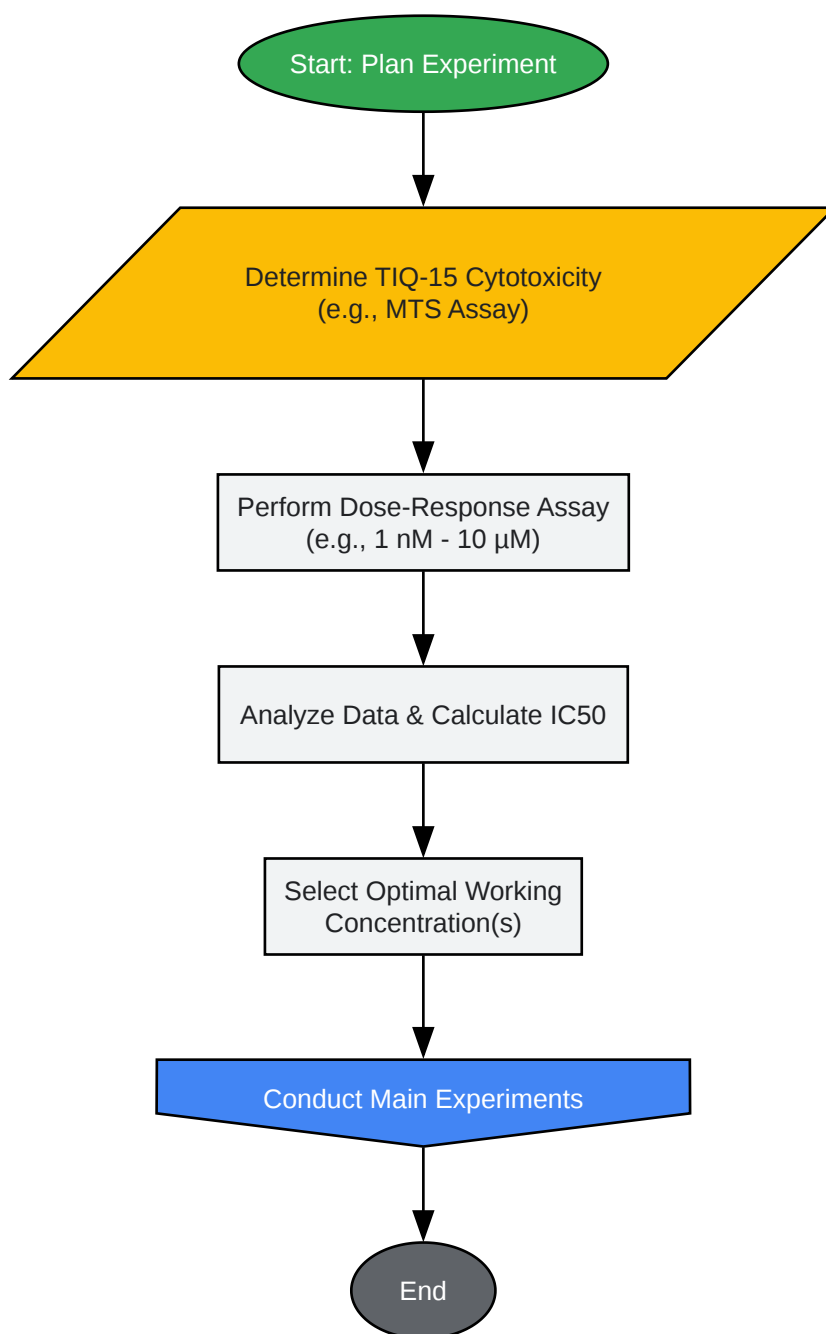 Start: Plan Experiment
Determine TIQ-15 Cytotoxicity
(e.g., MTS Assay)
Perform Dose-Response Assay
(e.g., 1 nM - 10 µM)
Analyze Data & Calculate IC50
Select Optimal Working
Concentration(s)
Conduct Main Experiments
End